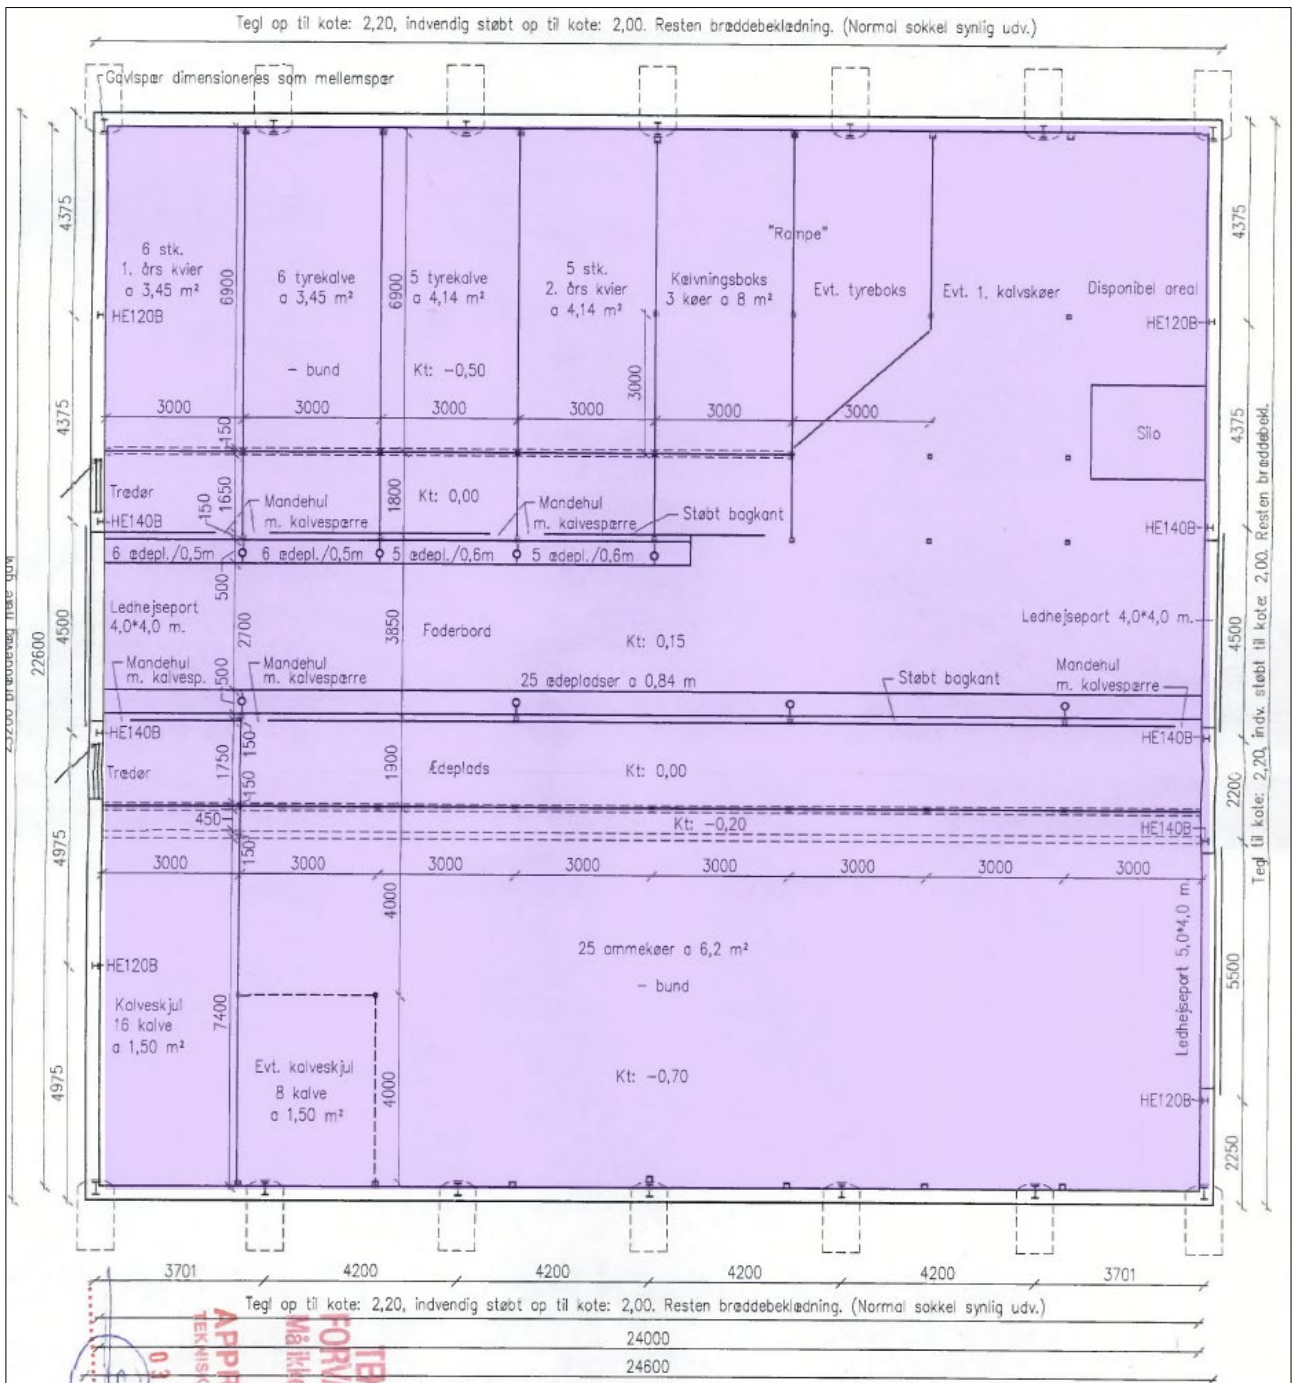 Tegl op til kote: 2,20, indvendig støbt op til kote: 2,00. Resten bræddebeklædning. (Normal sokkel synlig udv.)
Gavlspær dimensioneres som mellemspær
4375
4375
"Rampe"
6 stk.
1. års kvier
a 3,45 m²
6900
6 tyrekalve
a 3,45 m²
6900
5 tyrekalve
a 4,14 m²
5 stk.
2. års kvier
a 4,14 m²
Kælvningsboks
3 køer a 8 m²
Evt. tyreboks
Evt. 1. kalvskøer
Disponibel areal
HE120B
HE120B
- bund
Kt: -0,50
3000
3000
3000
3000
3000
3000
3000
4375
4375
150
Silo
Trædør
1650
150
Mandehul
m. kalvespærre
1800
Kt: 0,00
Mandehul
m. kalvespærre
Støbt bagkant
HE140B
HE140B
6 ædepl./0,5m
6 ædepl./0,5m
5 ædepl./0,6m
5 ædepl./0,6m
500
Ledhejseport
4,0*4,0 m.
2700
3850
Foderbord
Kt: 0,15
Ledhejseport 4,0*4,0 m.
4500
4500
22600
Mandehul
m. kalvesp.
500
Mandehul
m. kalvespærre
25 ædepladser a 0,84 m
Støbt bagkant
Mandehul
m. kalvespærre
HE140B
150
HE140B
Trædør
1750
150
1900
Ædeplads
Kt: 0,00
2200
450
Kt: -0,20
HE140B
4975
150
3000
3000
3000
3000
3000
3000
3000
3000
4000
25 ammekøer a 6,2 m²
- bund
HE120B
Ledhejseport 5,0*4,0 m.
5500
Kalveskjul
16 kalve
a 1,50 m²
7400
Evt. kalveskjul
8 kalve
a 1,50 m²
4000
Kt: -0,70
4975
HE120B
2250
Tegl til kote: 2,20, indv. støbt til kote: 2,00. Resten bræddebekl.
3701
4200
4200
4200
4200
3701
Tegl op til kote: 2,20, indvendig støbt op til kote: 2,00. Resten bræddebeklædning. (Normal sokkel synlig udv.)
24000
24600